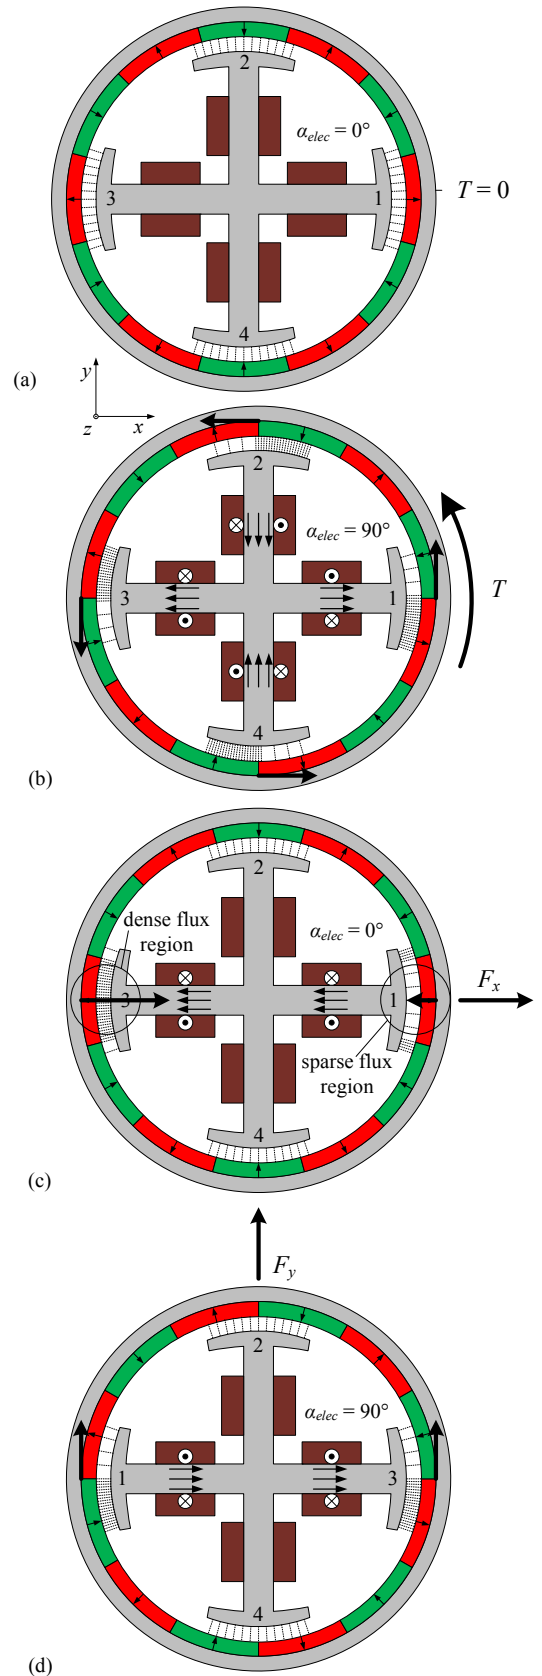 2
α_elec = 0°
3
1
T = 0
4
(a)
y
z
x
2
α_elec = 90°
3
1
T
4
(b)
2
dense flux
region
α_elec = 0°
3
1
F_x
sparse flux
region
4
(c)
F_y
2
α_elec = 90°
1
3
4
(d)